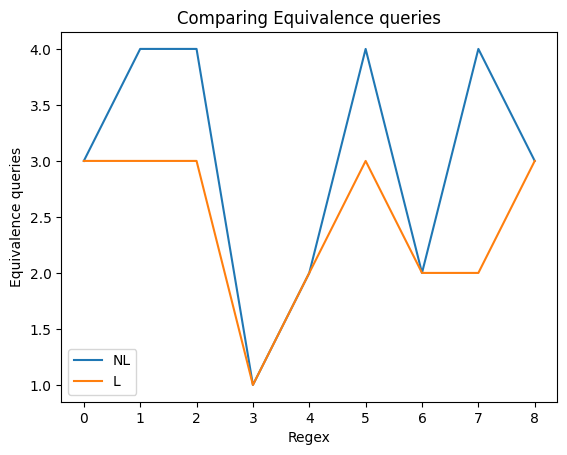 Comparing Equivalence queries
4.0
3.5
3.0
2.5
2.0
1.5
1.0
Equivalence queries
NL
L
0 1 2 3 4 5 6 7 8
Regex